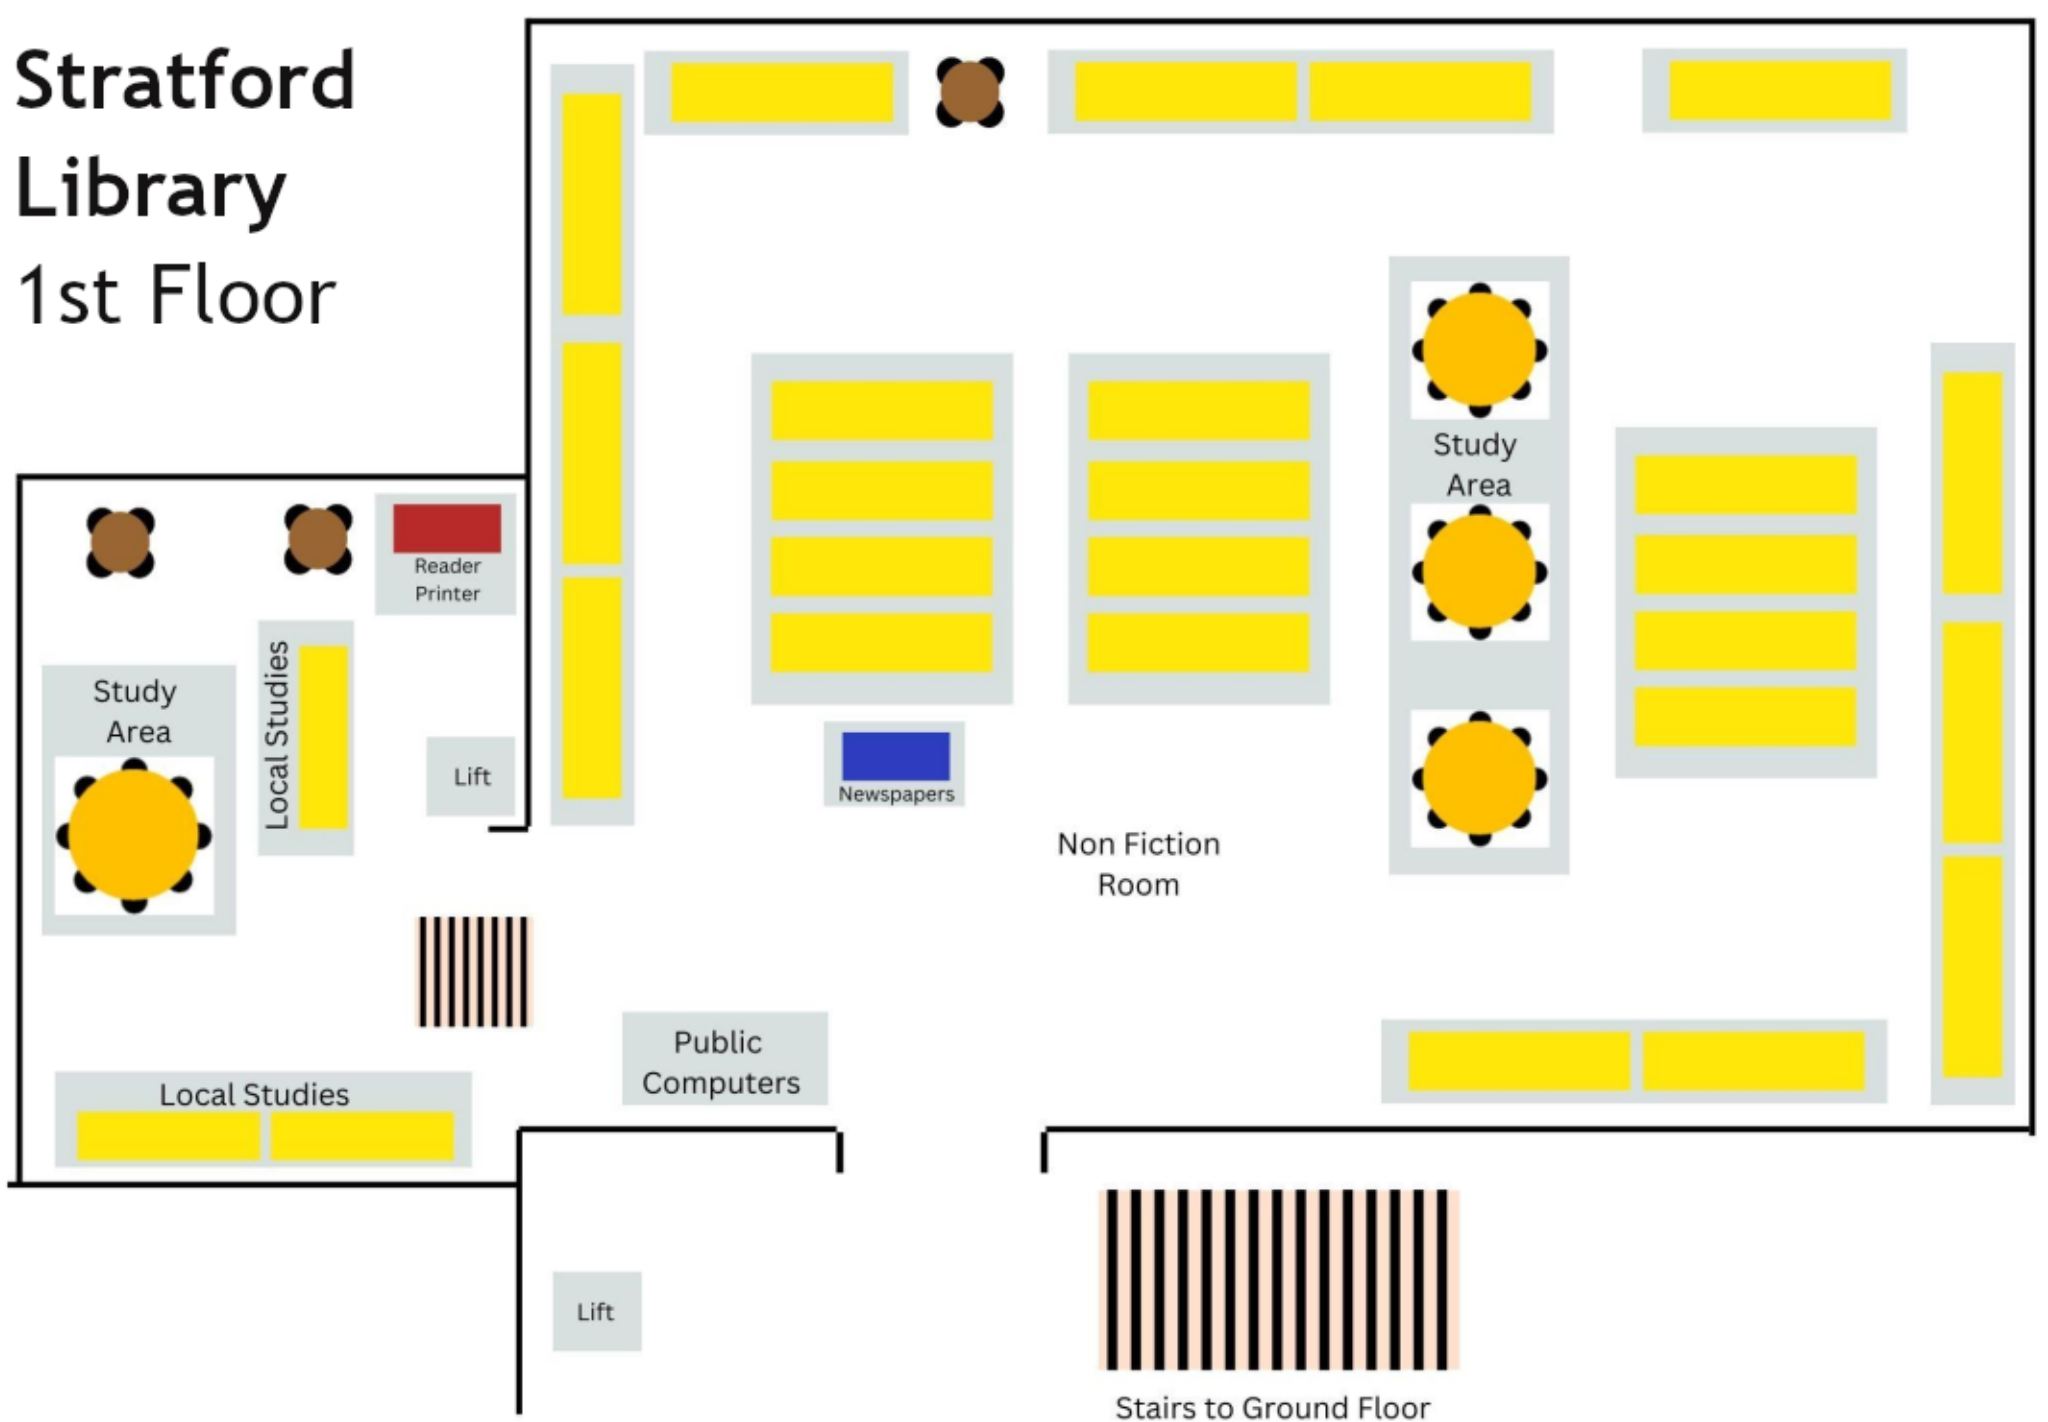 Stratford
Library
1st Floor
Study
Area
Reader
Printer
Local Studies
Study
Area
Lift
Newspapers
Non Fiction
Room
Public
Computers
Local Studies
Lift
Stairs to Ground Floor